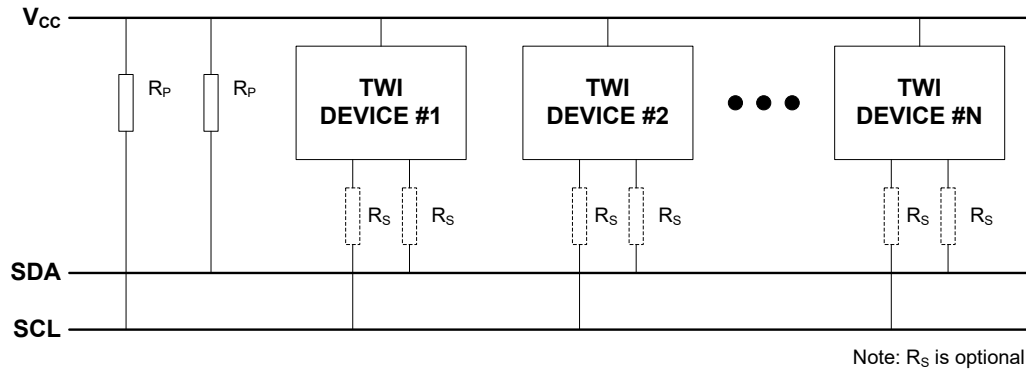 VCC
RP
RP
TWI
DEVICE #1
TWI
DEVICE #2
TWI
DEVICE #N
RS
RS
RS
RS
RS
RS
SDA
SCL
Note: RS is optional